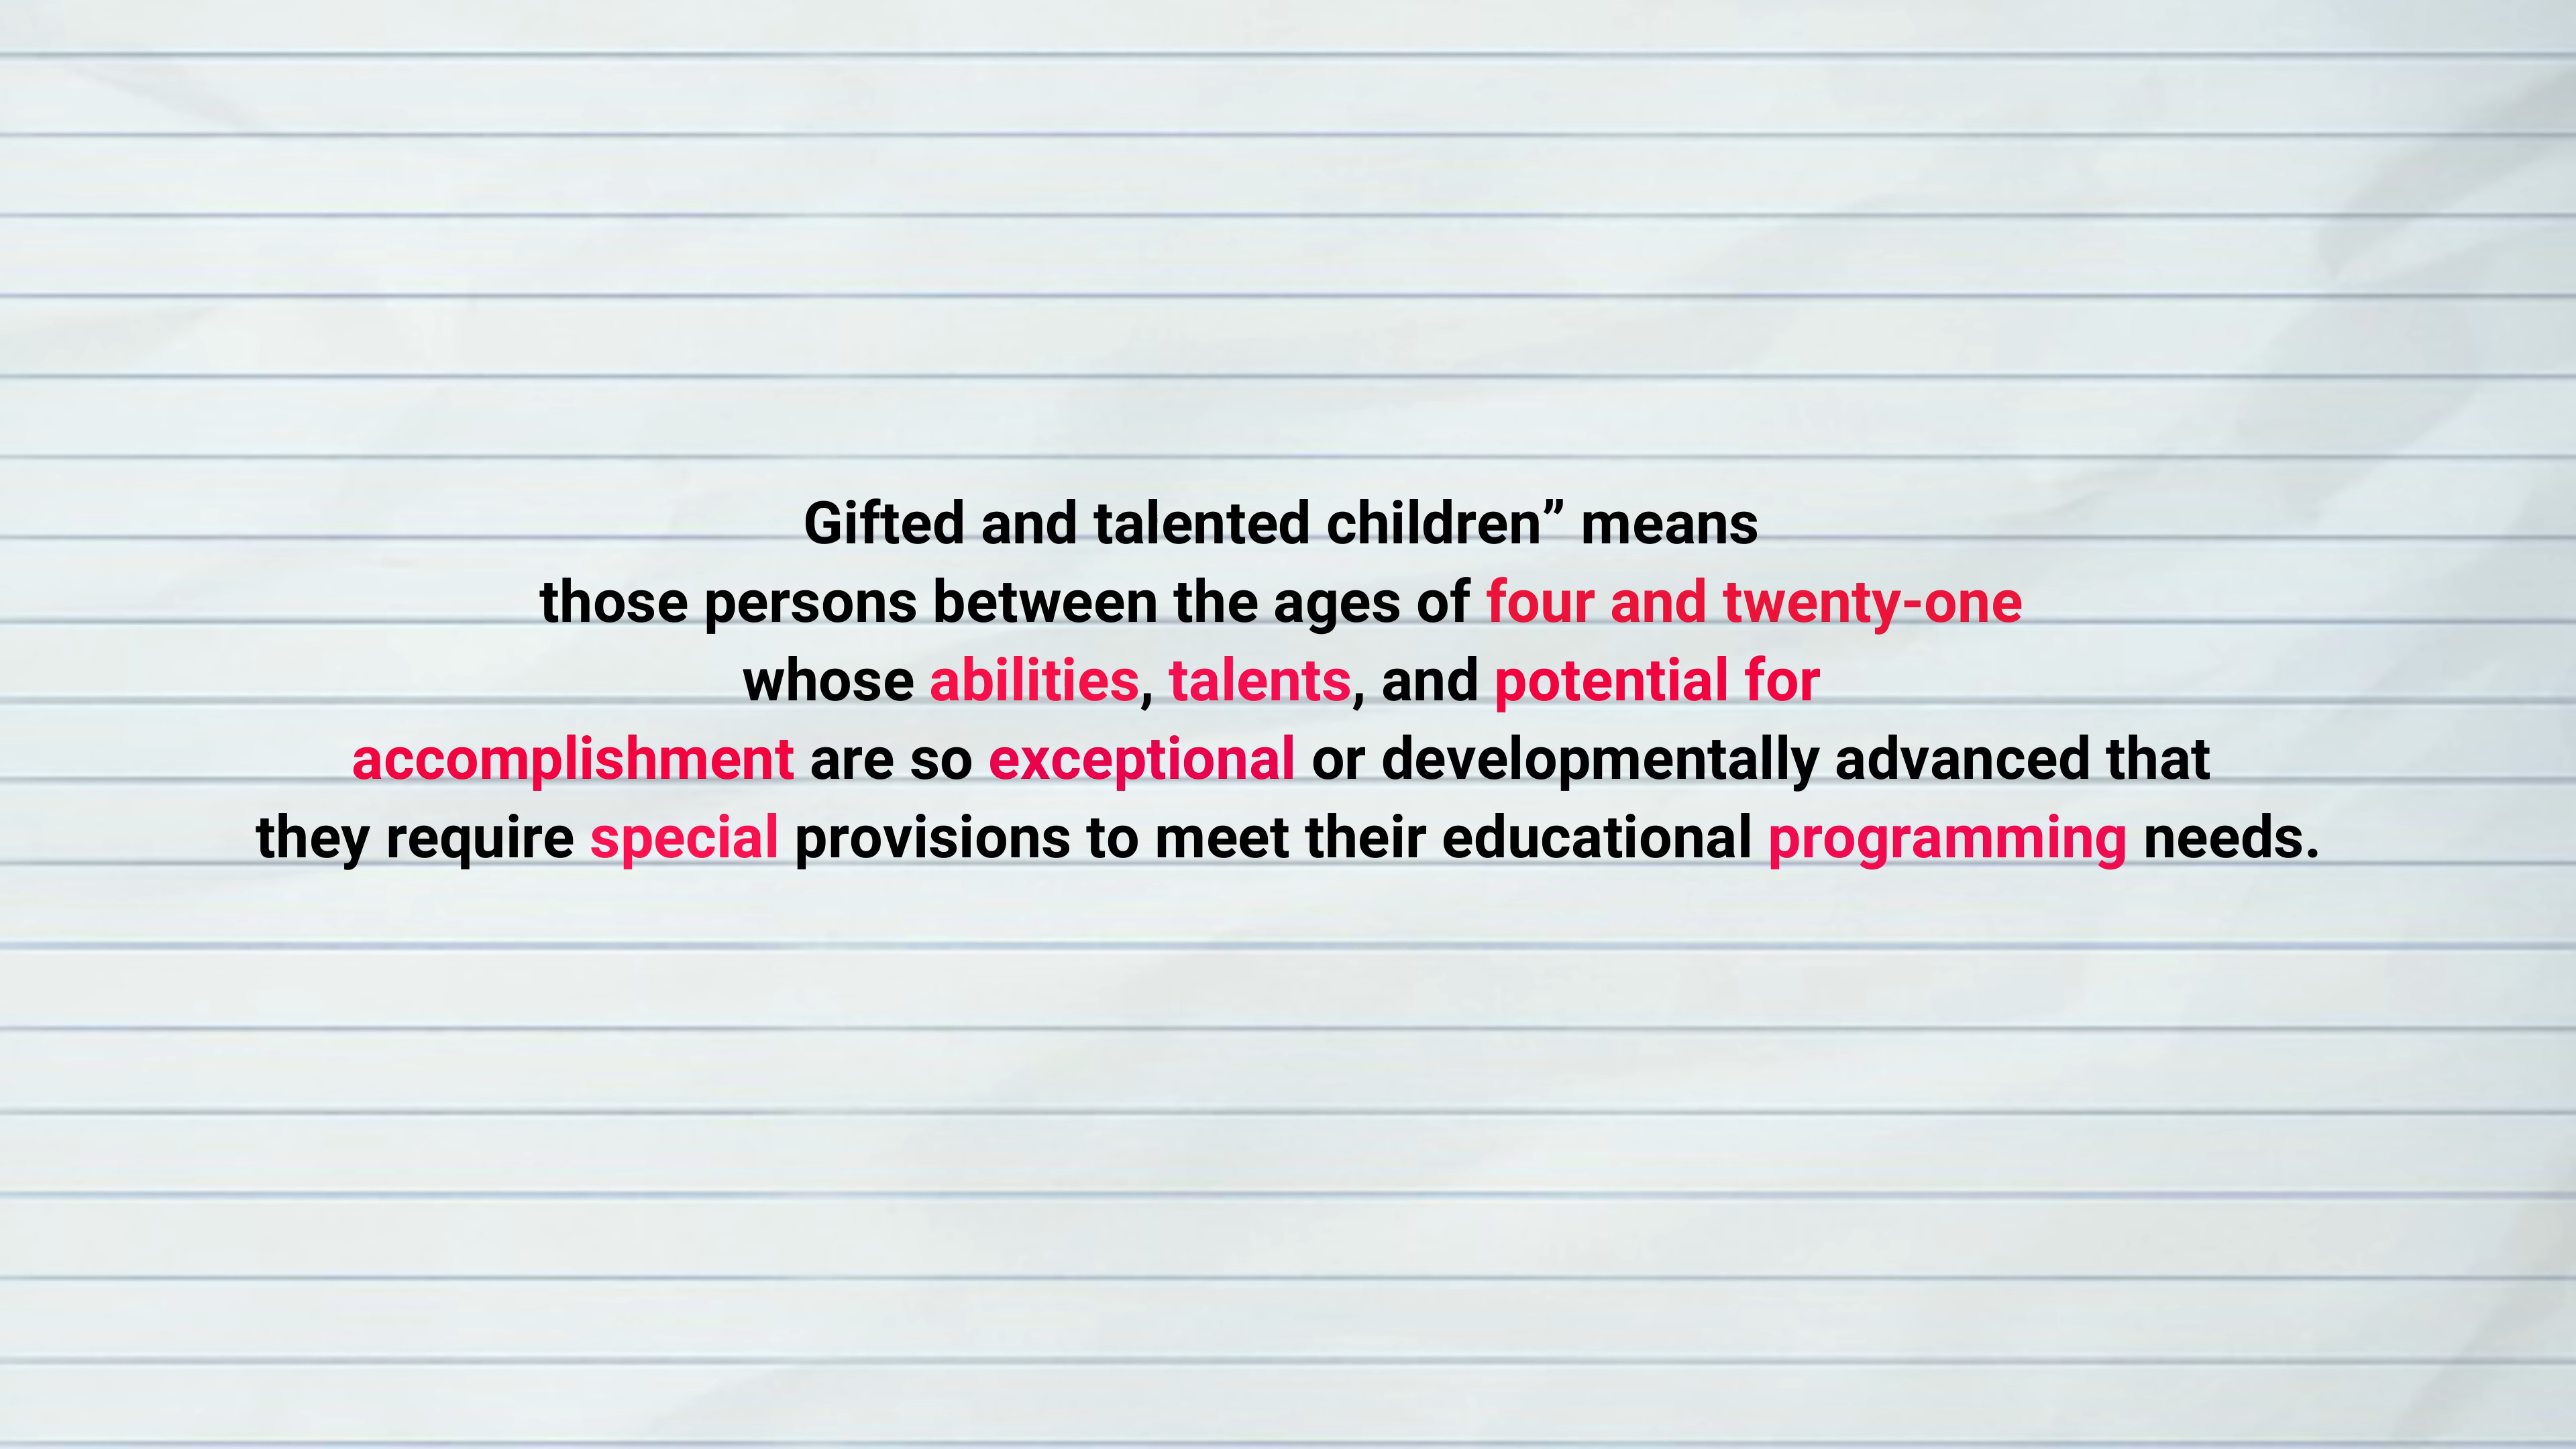 Gifted and talented children” means
those persons between the ages of four and twenty-one
whose abilities, talents, and potential for
accomplishment are so exceptional or developmentally advanced that
they require special provisions to meet their educational programming needs.